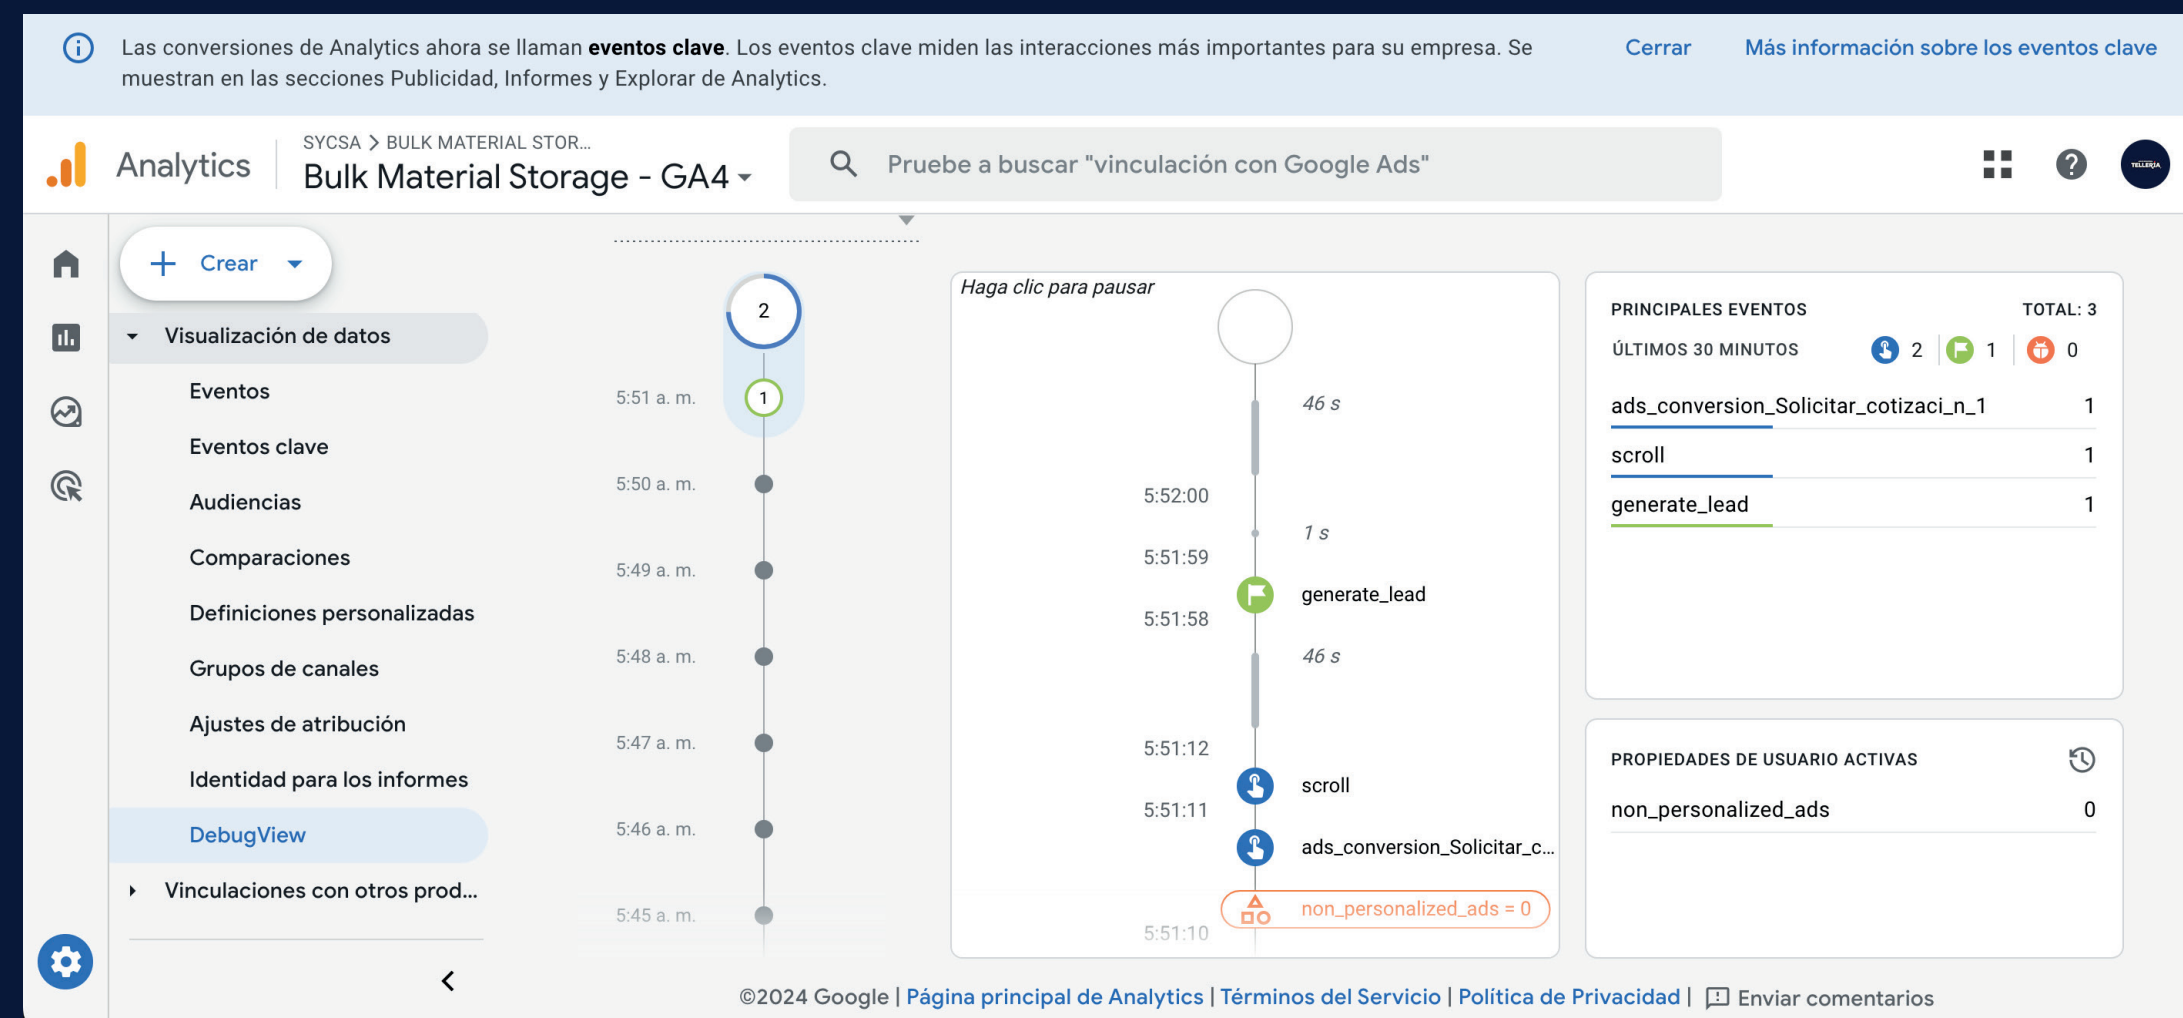 Las conversiones de Analytics ahora se llaman eventos clave. Los eventos clave miden las interacciones más importantes para su empresa. Se
muestran en las secciones Publicidad, Informes y Explorar de Analytics.
Cerrar
Más información sobre los eventos clave
Analytics
SYCSA > BULK MATERIAL STOR...
Bulk Material Storage - GA4
Pruebe a buscar "vinculación con Google Ads"
TELLERIA
Crear
Visualización de datos
Eventos
Eventos clave
Audiencias
Comparaciones
Definiciones personalizadas
Grupos de canales
Ajustes de atribución
Identidad para los informes
DebugView
Vinculaciones con otros prod...
2
5:51 a. m.
1
5:50 a. m.
5:49 a. m.
5:48 a. m.
5:47 a. m.
5:46 a. m.
5:45 a. m.
Haga clic para pausar
46 s
5:52:00
1 s
5:51:59
generate_lead
5:51:58
46 s
5:51:12
scroll
5:51:11
ads_conversion_Solicitar_c...
non_personalized_ads = 0
5:51:10
PRINCIPALES EVENTOS TOTAL: 3
ÚLTIMOS 30 MINUTOS 2 1 0
ads_conversion_Solicitar_cotizaci_n_1 1
scroll 1
generate_lead 1
PROPIEDADES DE USUARIO ACTIVAS
non_personalized_ads 0
©2024 Google | Página principal de Analytics | Términos del Servicio | Política de Privacidad | Enviar comentarios